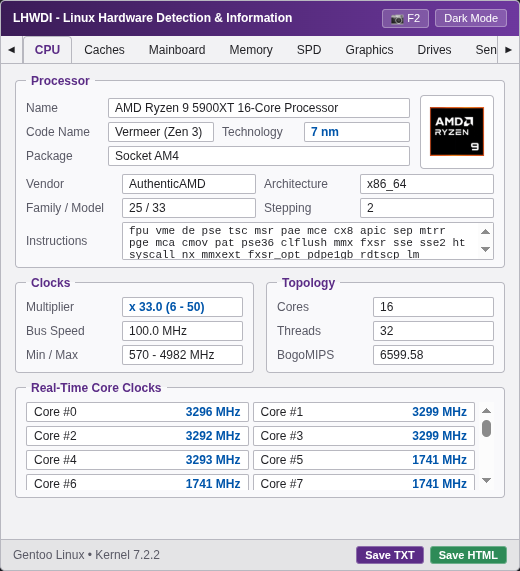 LHWDI - Linux Hardware Detection & Information
📷 F2
Dark Mode
◄ CPU Caches Mainboard Memory SPD Graphics Drives Sen ►
Processor
Name AMD Ryzen 9 5900XT 16-Core Processor
AMD
RYZEN
9
Code Name Vermeer (Zen 3) Technology 7 nm
Package Socket AM4
Vendor AuthenticAMD Architecture x86_64
Family / Model 25 / 33 Stepping 2
Instructions fpu vme de pse tsc msr pae mce cx8 apic sep mtrr
pge mca cmov pat pse36 clflush mmx fxsr sse sse2 ht
syscall nx mmxext fxsr_opt pdpe1gb rdtscp lm
Clocks
Multiplier x 33.0 (6 - 50)
Bus Speed 100.0 MHz
Min / Max 570 - 4982 MHz
Topology
Cores 16
Threads 32
BogoMIPS 6599.58
Real-Time Core Clocks
Core #0 3296 MHz Core #1 3299 MHz
Core #2 3292 MHz Core #3 3299 MHz
Core #4 3293 MHz Core #5 1741 MHz
Core #6 1741 MHz Core #7 1741 MHz
Gentoo Linux • Kernel 7.2.2
Save TXT
Save HTML